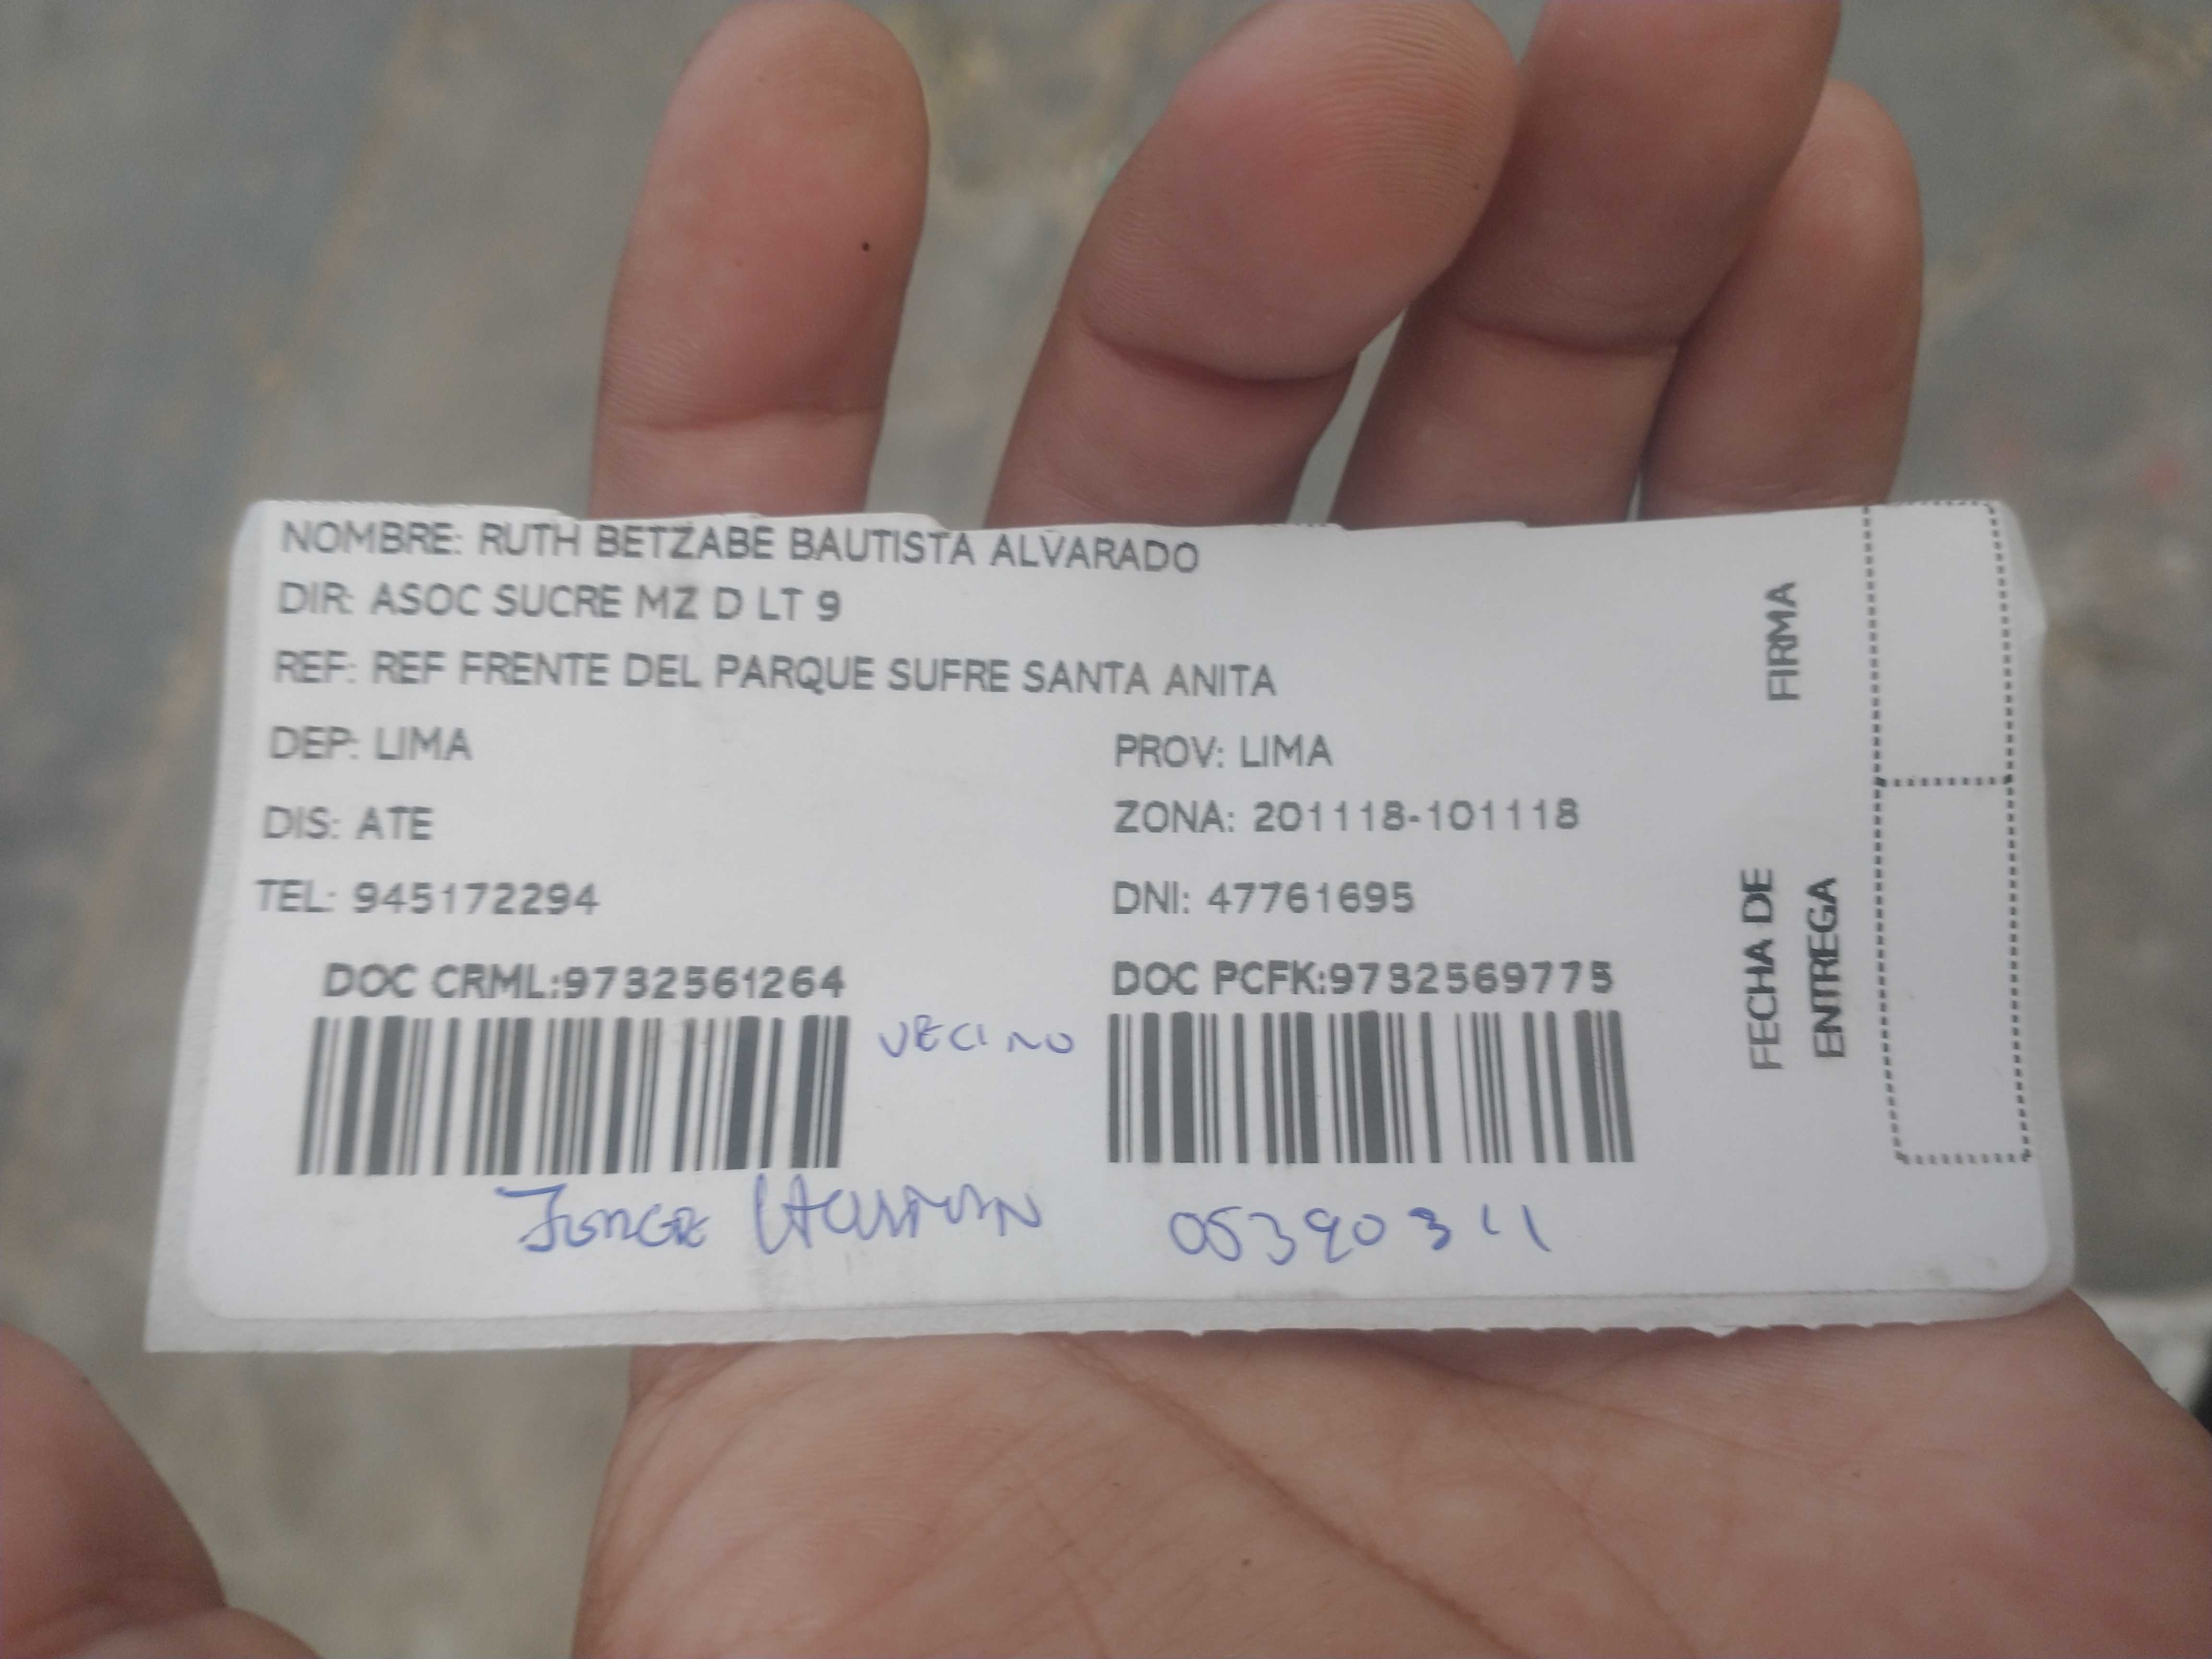 NOMBRE: RUTH BETZABE BAUTISTA ALVARADO
DIR: ASOC SUCRE MZ D LT 9
REF: REF FRENTE DEL PARQUE SUFRE SANTA ANITA
DEP: LIMA
PROV: LIMA
DIS: ATE
ZONA: 201118-101118
TEL: 945172294
DNI: 47761695
DOC CRML:9732561264
DOC PCFK:9732569775
VECINO
JORGE
FIRMA
FECHA DE
ENTREGA